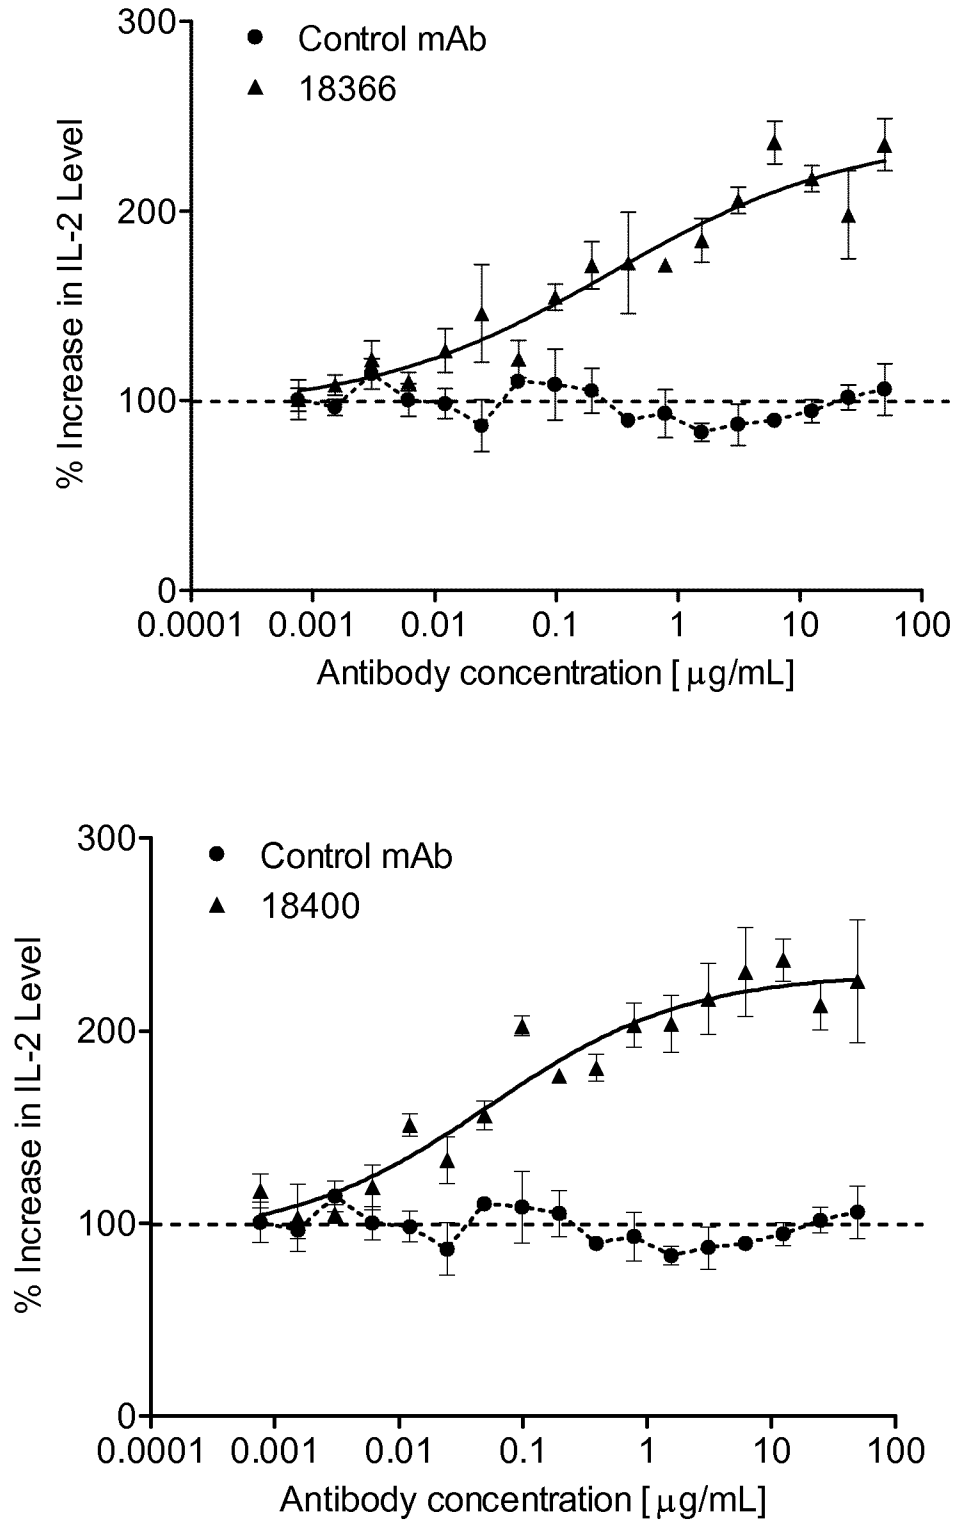 300
Control mAb
18366
200
100
0
% Increase in IL-2 Level
0.0001 0.001 0.01 0.1 1 10 100
Antibody concentration [ μg/mL]
300
Control mAb
18400
200
100
0
% Increase in IL-2 Level
0.0001 0.001 0.01 0.1 1 10 100
Antibody concentration [ μg/mL]